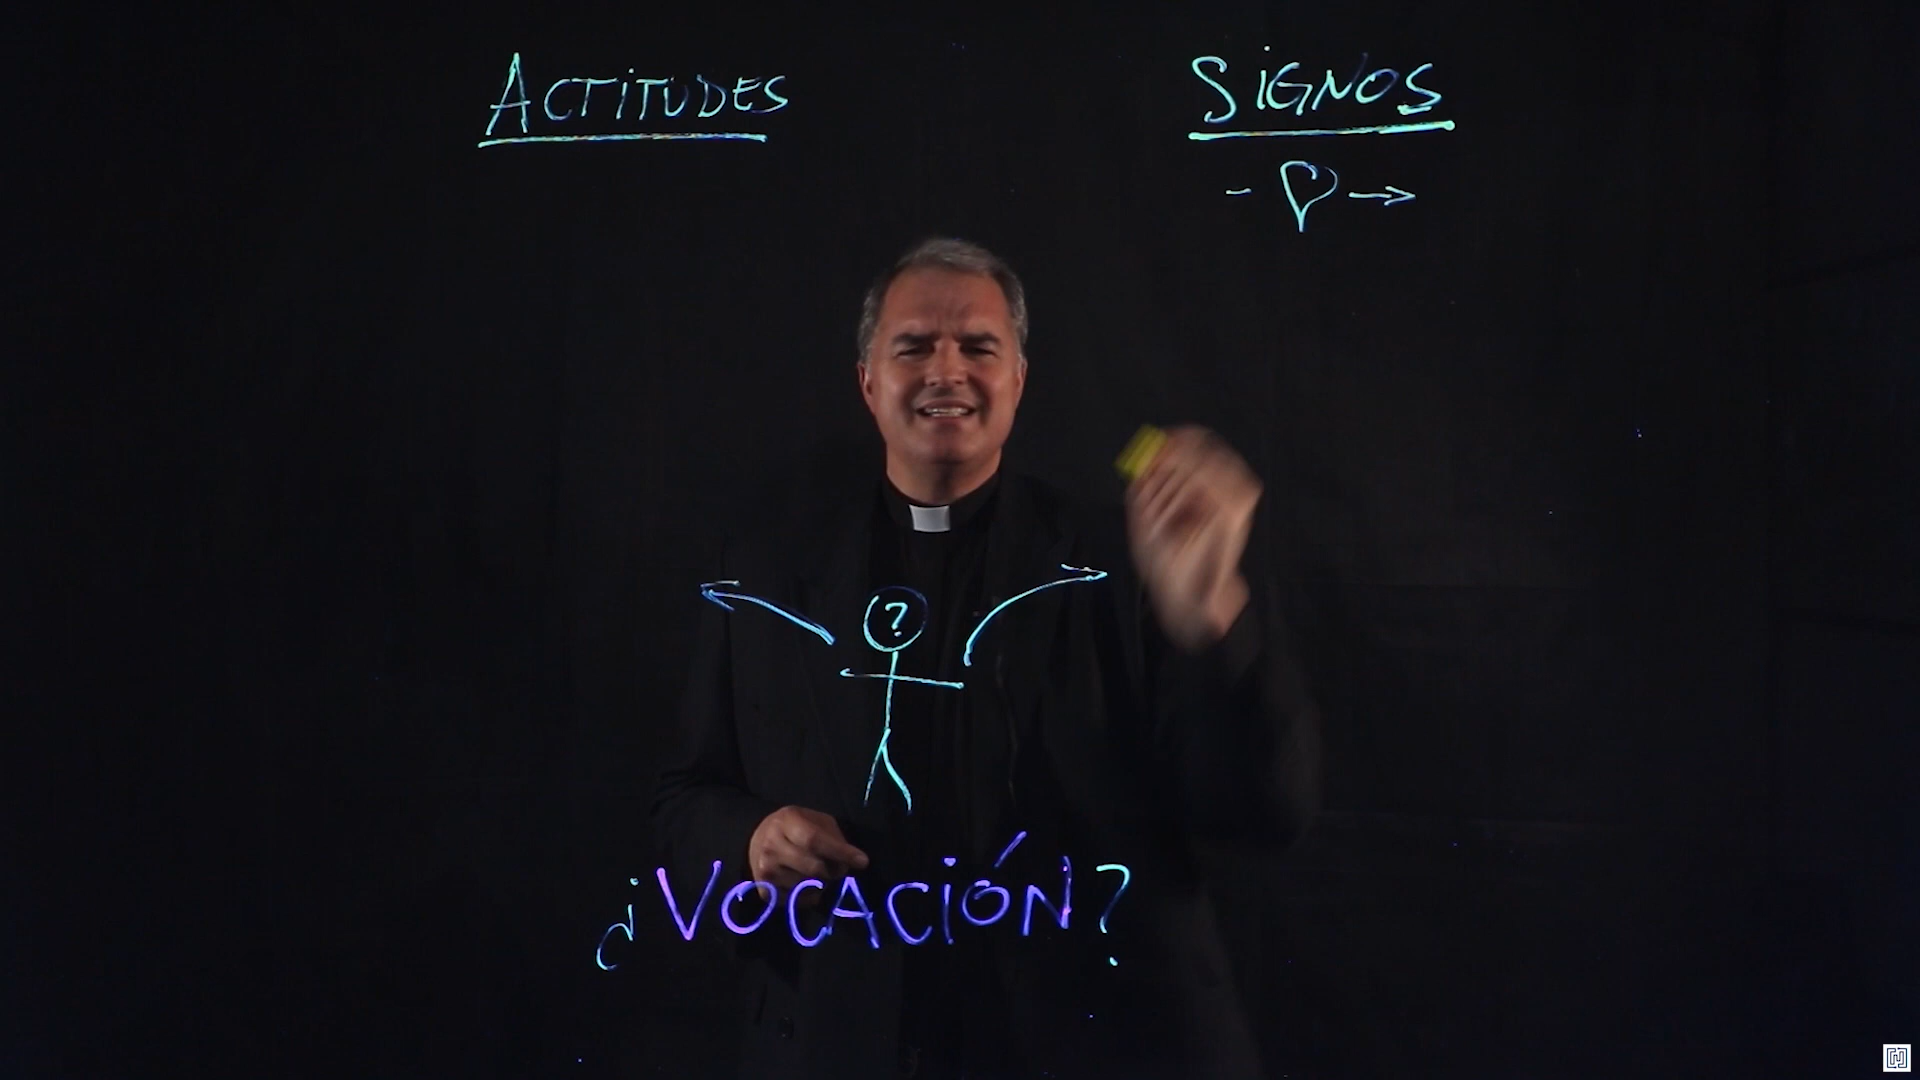 ACTITUDES
SIGNOS
- ♡ →
?
¿VOCACIÓN?